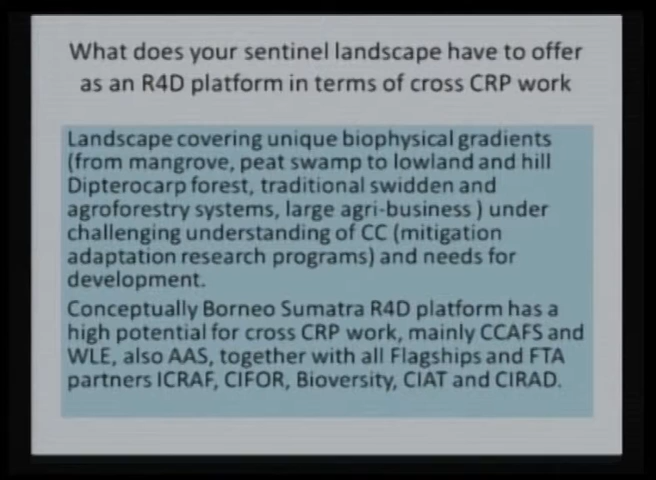 What does your sentinel landscape have to offer
as an R4D platform in terms of cross CRP work
Landscape covering unique biophysical gradients
(from mangrove, peat swamp to lowland and hill
Dipterocarp forest, traditional swidden and
agroforestry systems, large agri-business ) under
challenging understanding of CC (mitigation
adaptation research programs) and needs for
development.
Conceptually Borneo Sumatra R4D platform has a
high potential for cross CRP work, mainly CCAFS and
WLE, also AAS, together with all Flagships and FTA
partners ICRAF, CIFOR, Bioversity, CIAT and CIRAD.